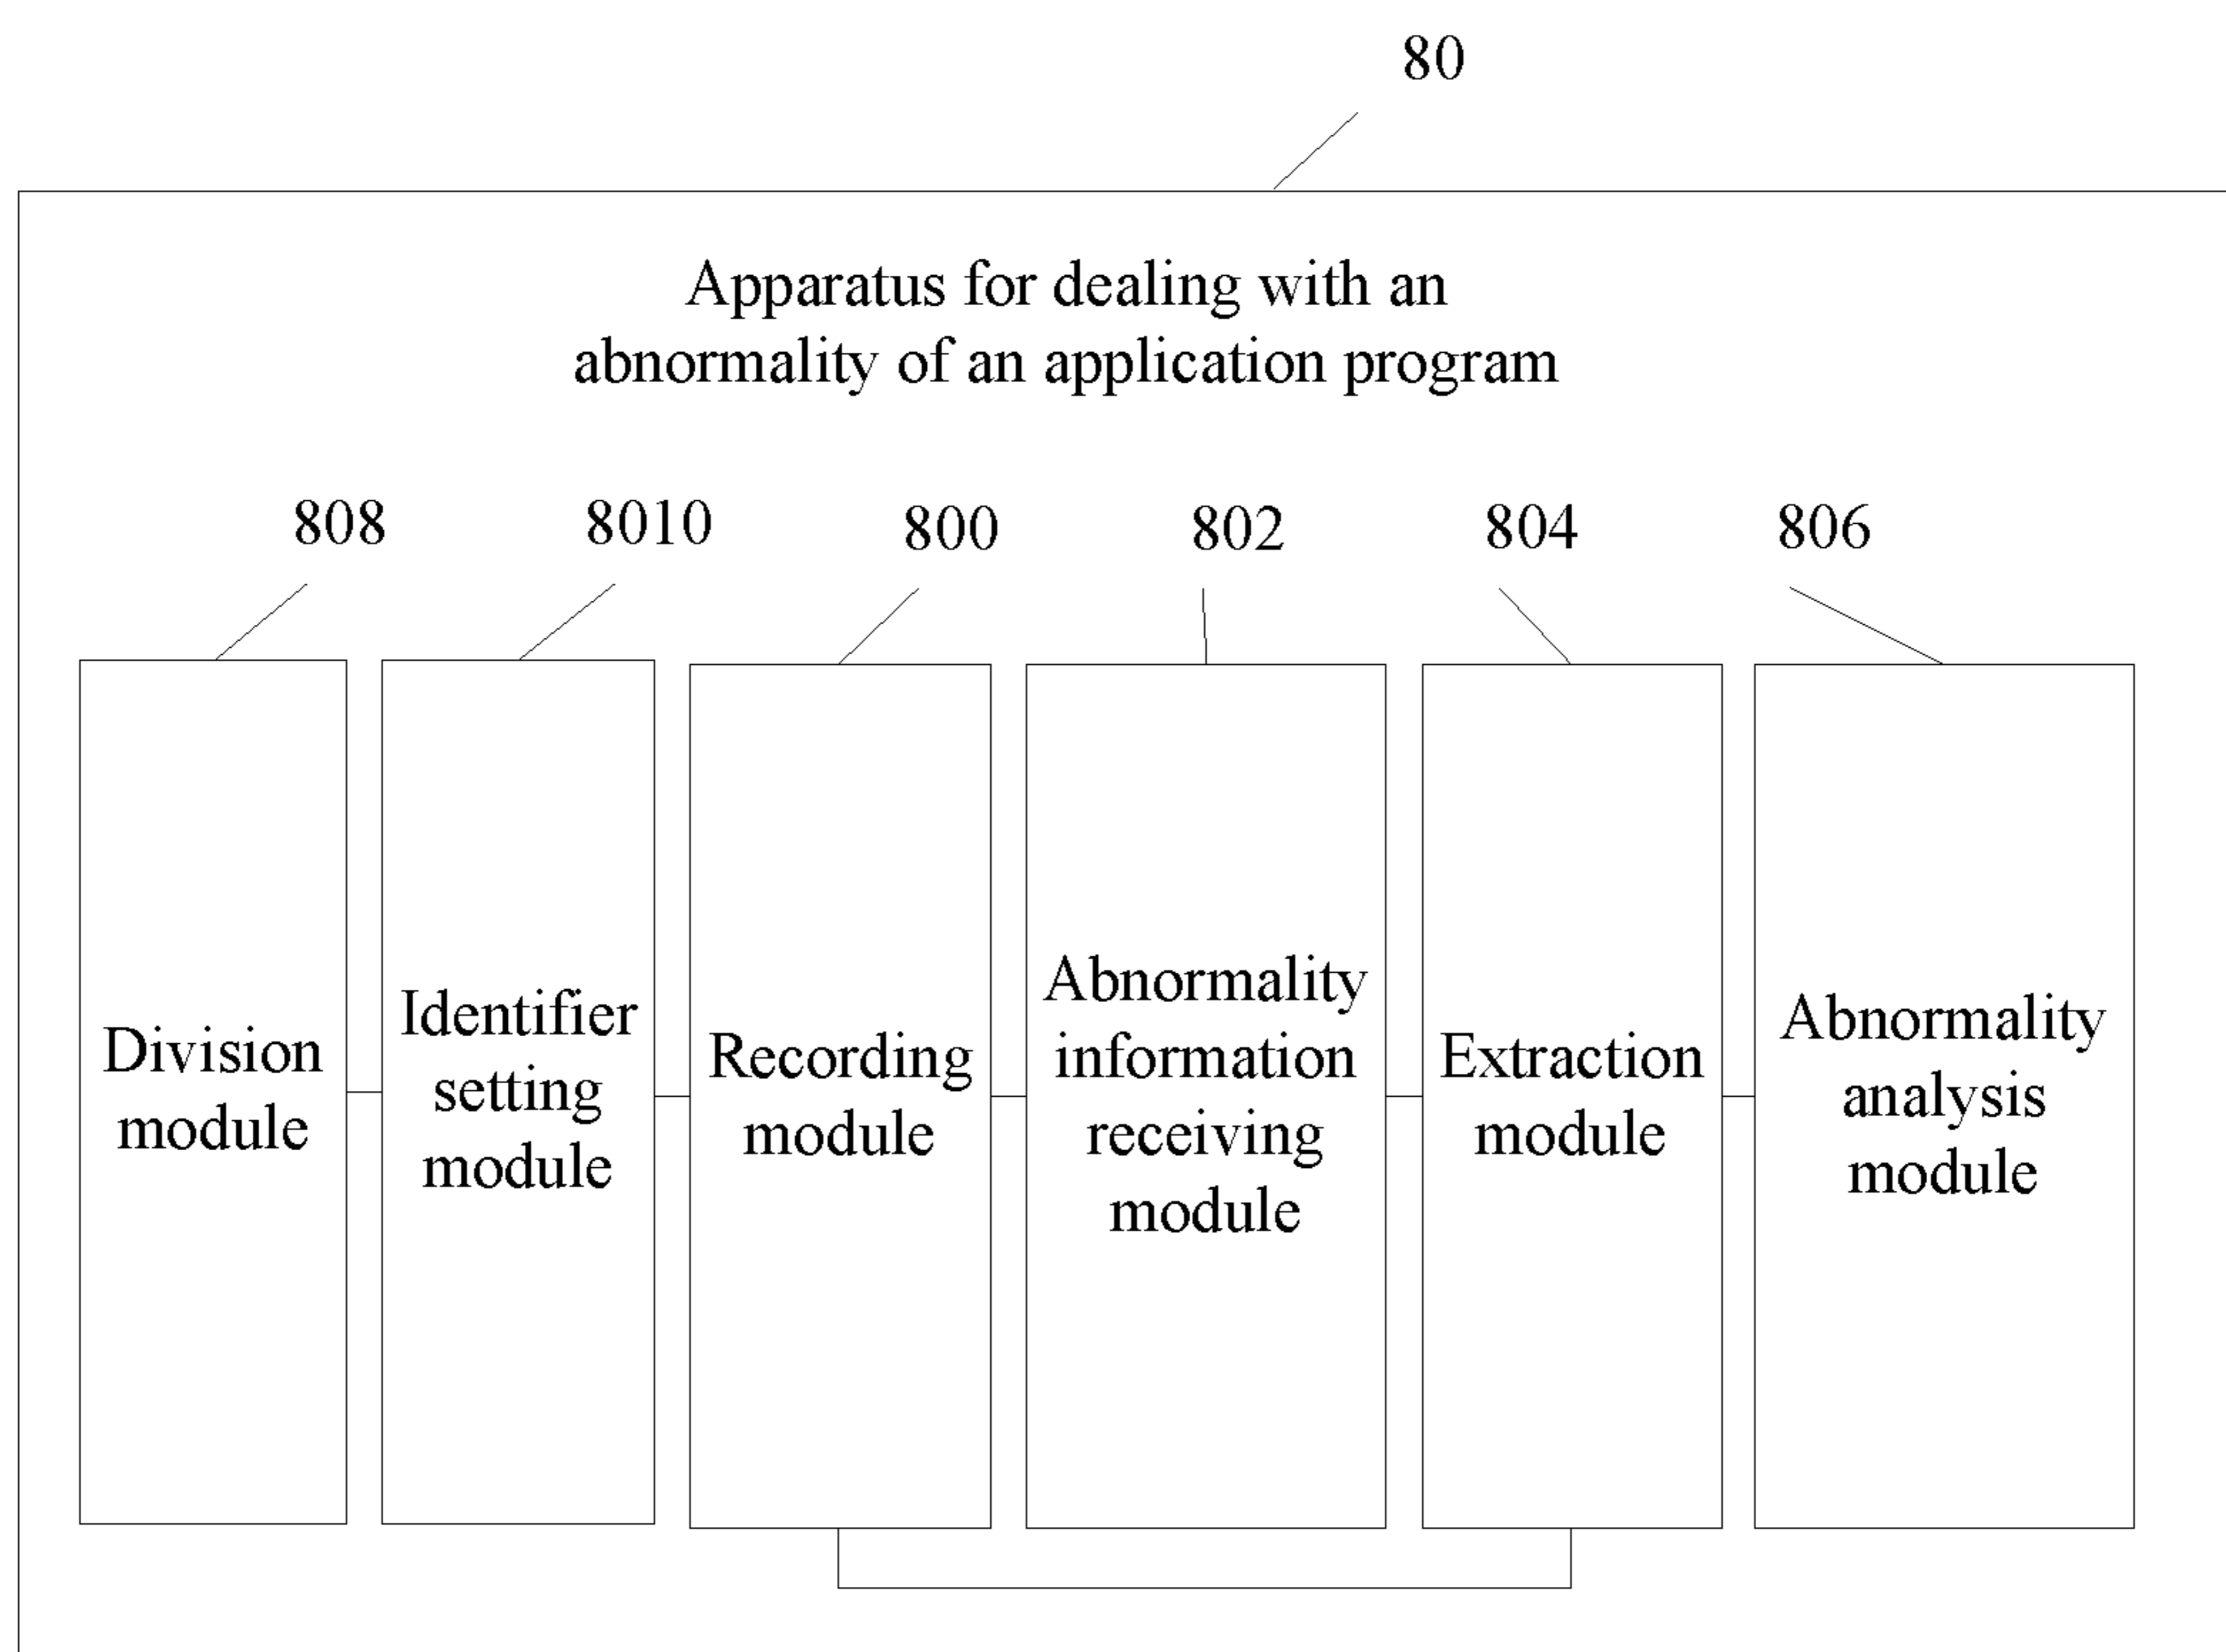 80
Apparatus for dealing with an
abnormality of an application program
808
8010
800
802
804
806
Division
module
Identifier
setting
module
Recording
module
Abnormality
information
receiving
module
Extraction
module
Abnormality
analysis
module